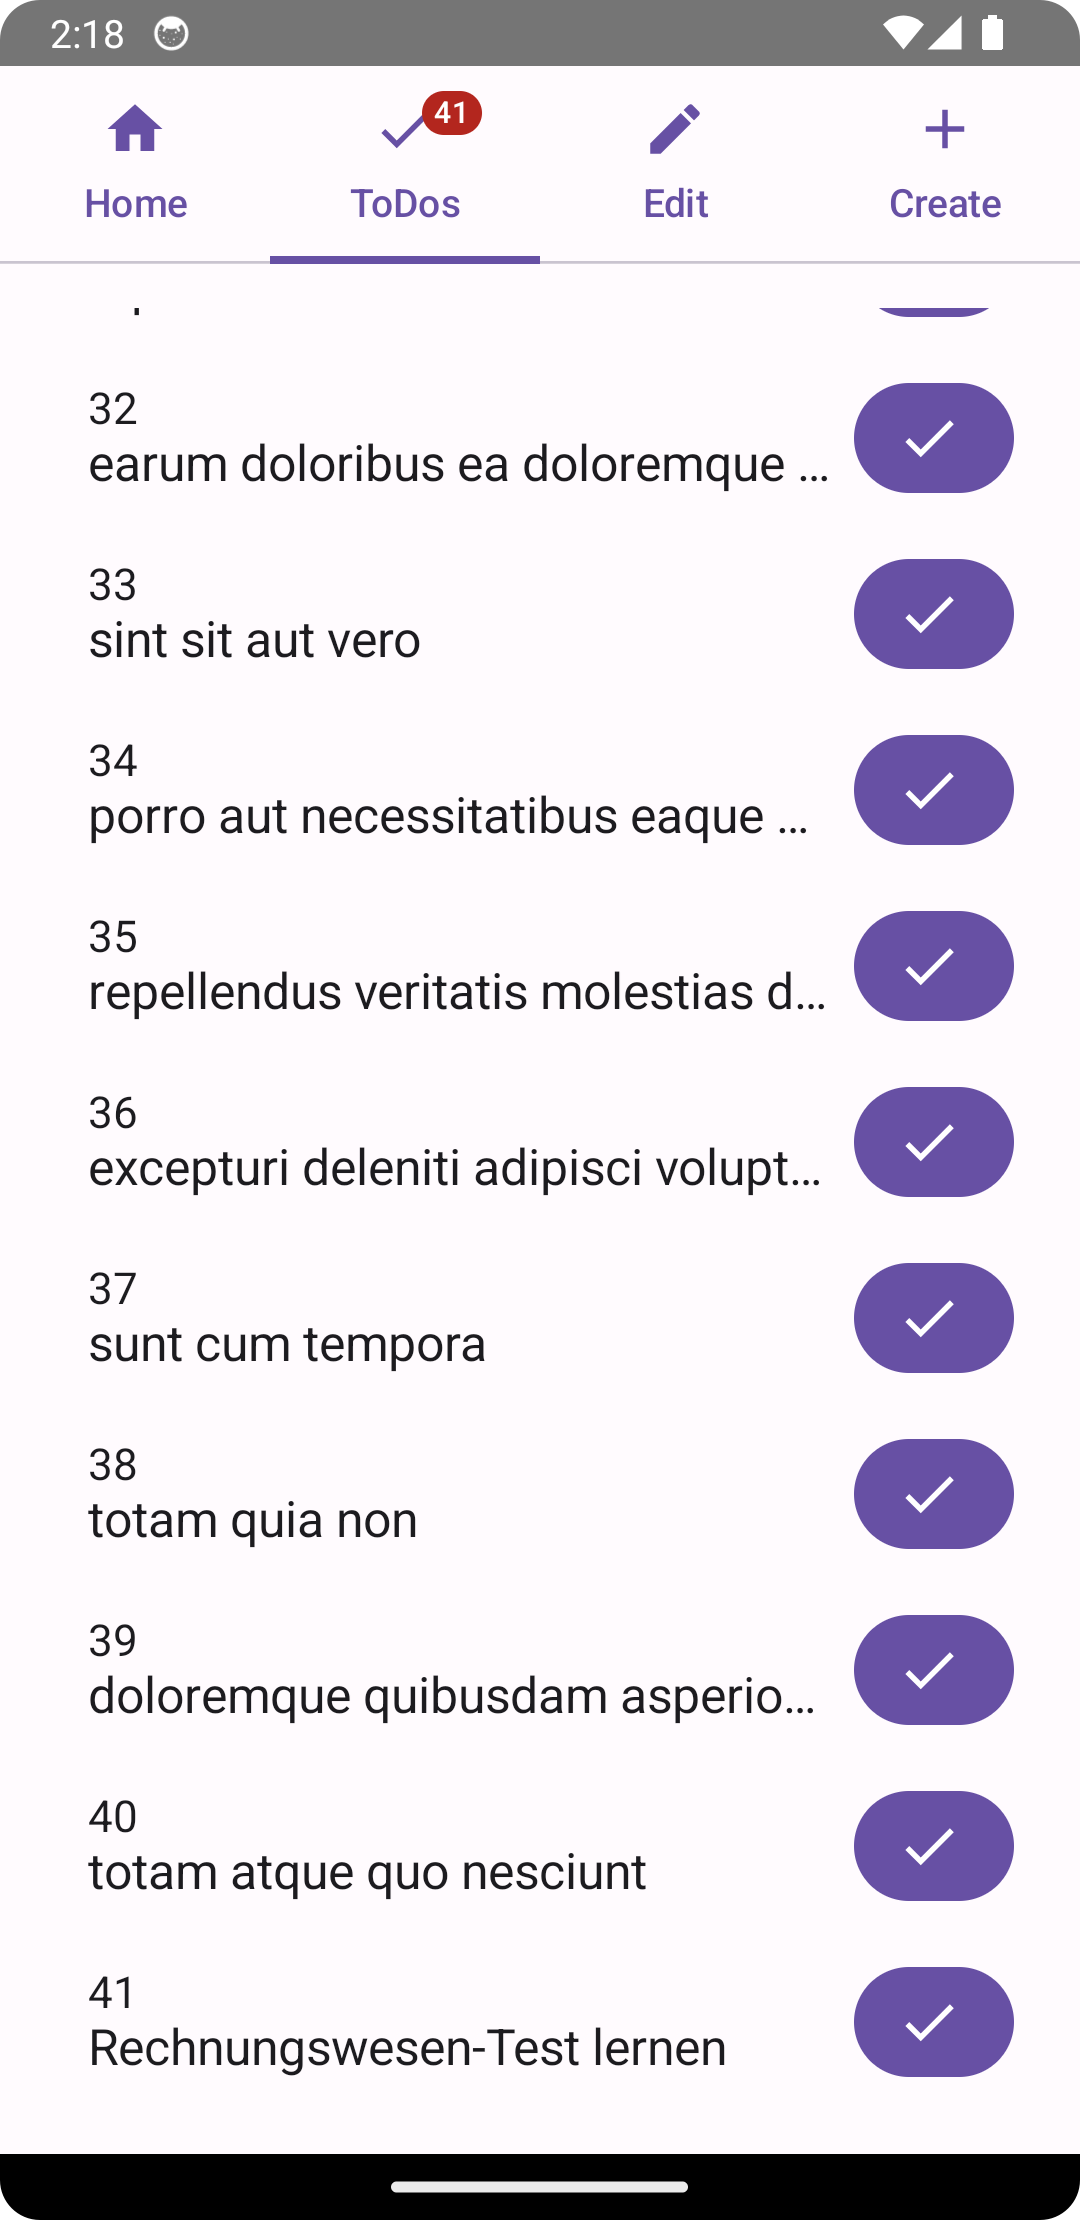 2:18
41
Home
ToDos
Edit
Create
32
earum doloribus ea doloremque ...
33
sint sit aut vero
34
porro aut necessitatibus eaque ...
35
repellendus veritatis molestias d...
36
excepturi deleniti adipisci volupt...
37
sunt cum tempora
38
totam quia non
39
doloremque quibusdam asperio...
40
totam atque quo nesciunt
41
Rechnungswesen-Test lernen